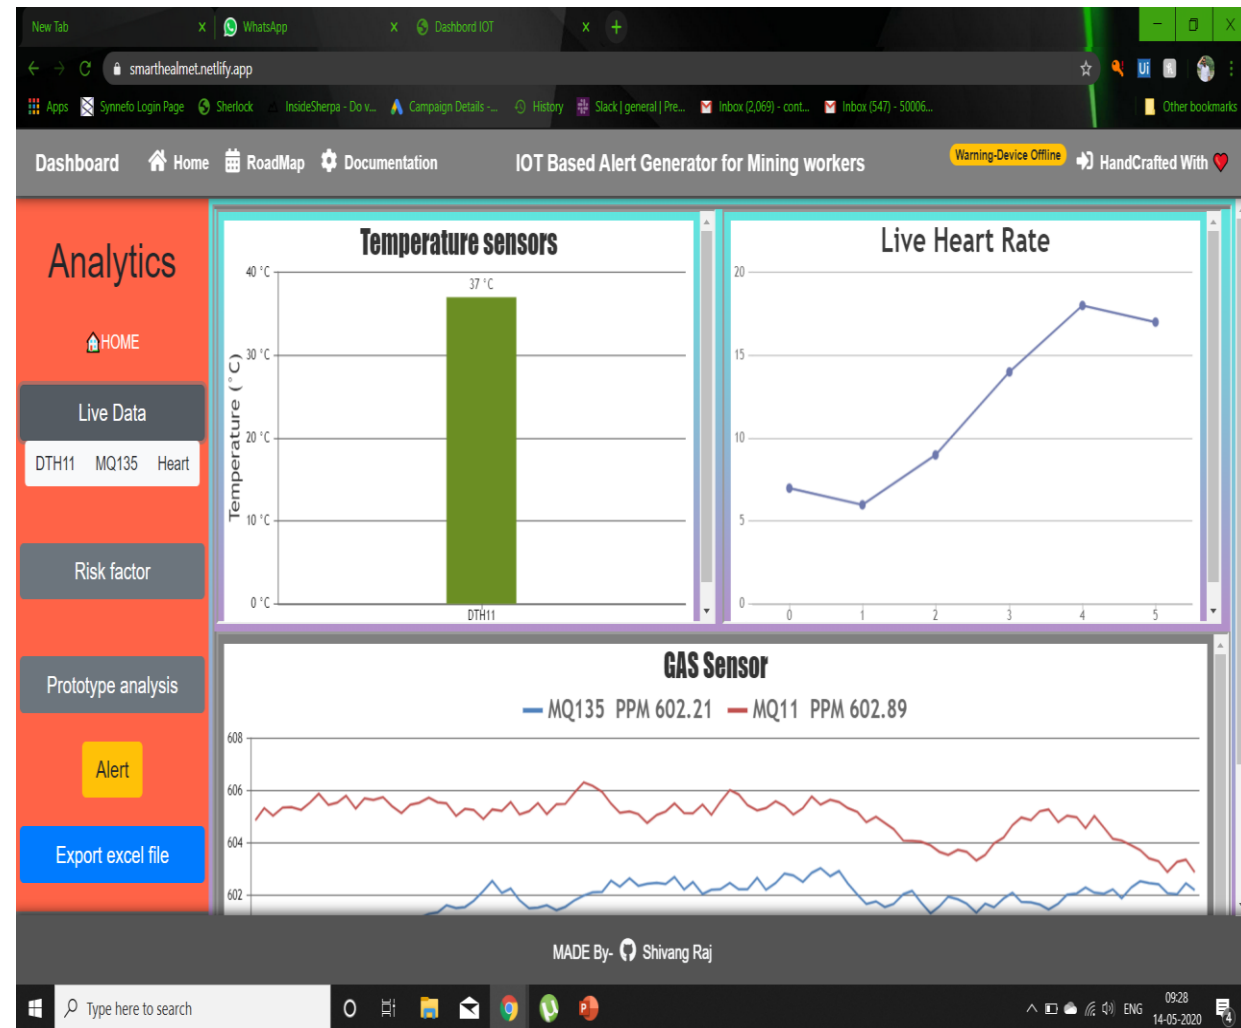 New Tab
WhatsApp
Dashbord IOT
smarthealmet.netlify.app
Apps
Synnefo Login Page
Sherlock
InsideSherpa - Do v...
Campaign Details -...
History
Slack | general | Pre...
Inbox (2,069) - cont...
Inbox (547) - 50006...
Other bookmarks
Dashboard
Home
RoadMap
Documentation
IOT Based Alert Generator for Mining workers
Warning-Device Offline
HandCrafted With
Analytics
HOME
Live Data
DTH11 MQ135 Heart
Risk factor
Prototype analysis
Alert
Export excel file
Temperature sensors
40 °C
37 °C
30 °C
20 °C
10 °C
0 °C
Temperature (°C)
DTH11
Live Heart Rate
20
15
10
5
0
0 1 2 3 4 5
GAS Sensor
MQ135 PPM 602.21 MQ11 PPM 602.89
608
606
604
602
MADE By- Shivang Raj
Type here to search
ENG
09:28
14-05-2020
4